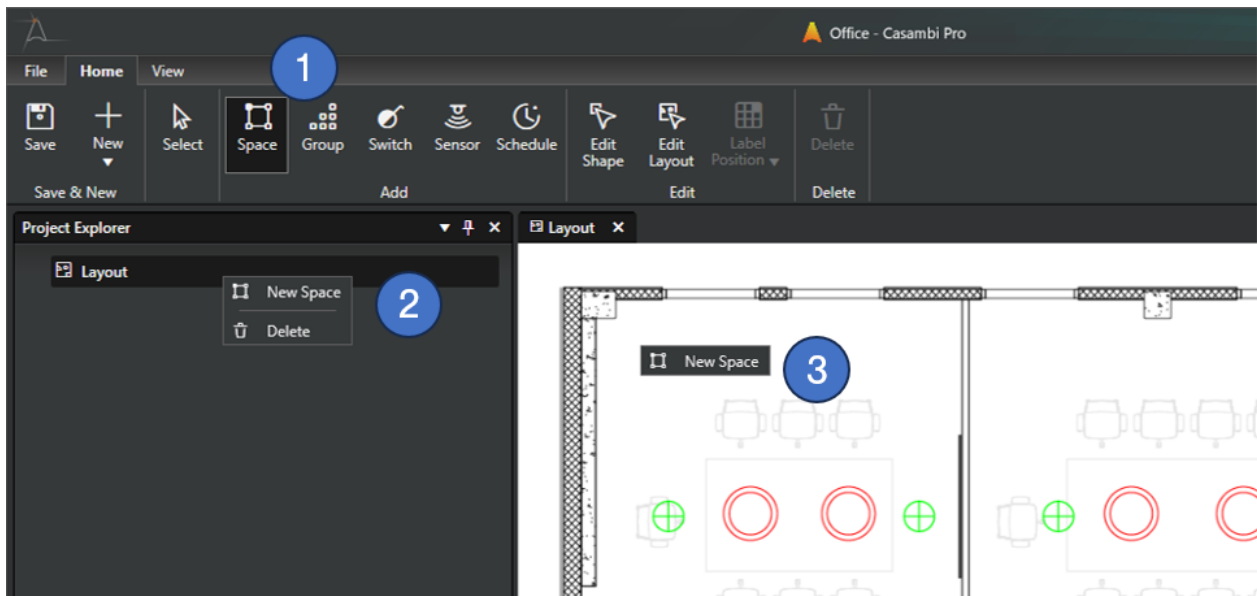 Office - Casambi Pro
File Home View
1
Save New Select Space Group Switch Sensor Schedule Edit Shape Edit Layout Label Position Delete
Save & New Add Edit Delete
Project Explorer
Layout
Layout
New Space
Delete
2
New Space
3